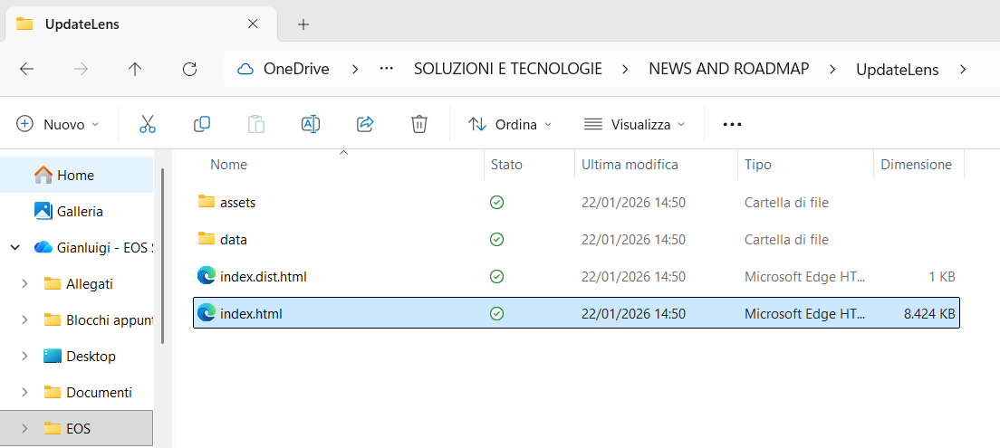 UpdateLens
OneDrive > ... SOLUZIONI E TECNOLOGIE > NEWS AND ROADMAP > UpdateLens >
Nuovo Ordina Visualizza
Nome Stato Ultima modifica Tipo Dimensione
Home
Galleria
Gianluigi - EOS
Allegati
Blocchi appunt
Desktop
Documenti
EOS
assets 22/01/2026 14:50 Cartella di file
data 22/01/2026 14:50 Cartella di file
index.dist.html 22/01/2026 14:50 Microsoft Edge HT... 1 KB
index.html 22/01/2026 14:50 Microsoft Edge HT... 8.424 KB